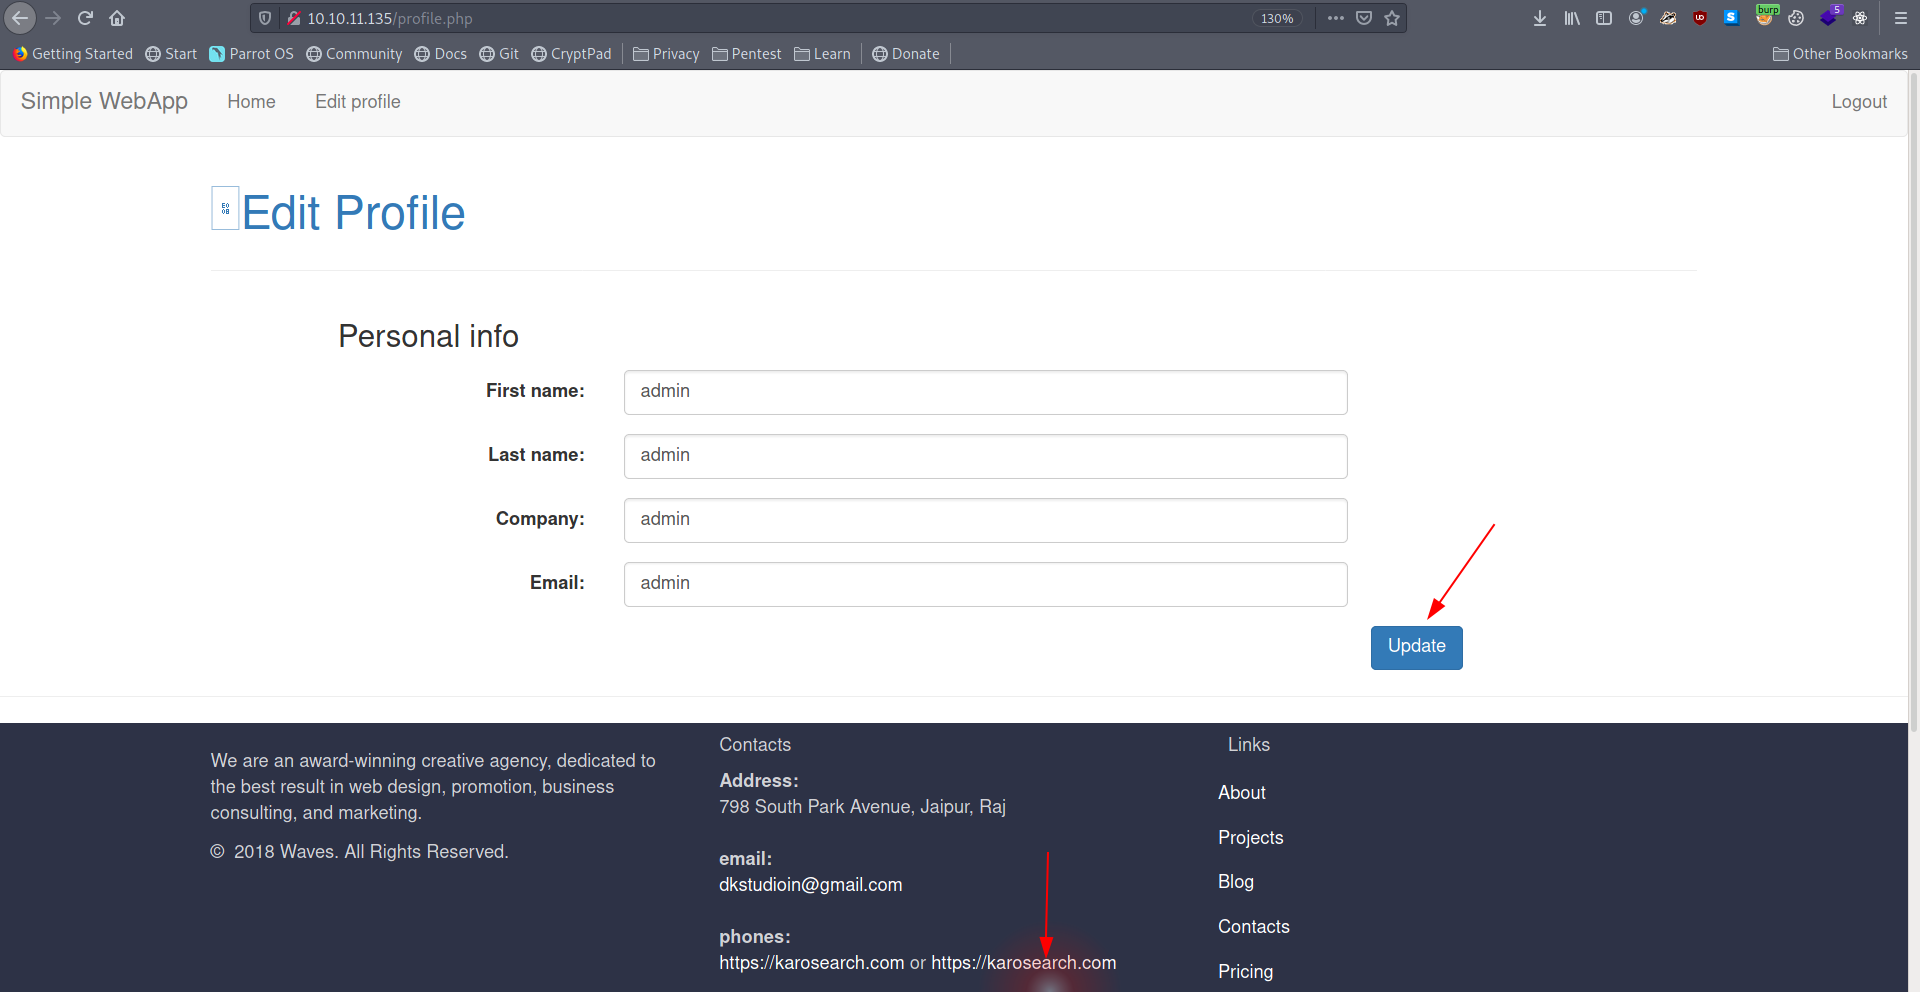 10.10.11.135/profile.php
130%
burp
5
Getting Started
Start
Parrot OS
Community
Docs
Git
CryptPad
Privacy
Pentest
Learn
Donate
Other Bookmarks
Simple WebApp
Home
Edit profile
Logout
Edit Profile
Personal info
First name:
admin
Last name:
admin
Company:
admin
Email:
admin
Update
We are an award-winning creative agency, dedicated to
the best result in web design, promotion, business
consulting, and marketing.
© 2018 Waves. All Rights Reserved.
Contacts
Address:
798 South Park Avenue, Jaipur, Raj
email:
dkstudioin@gmail.com
phones:
https://karosearch.com or https://karosearch.com
Links
About
Projects
Blog
Contacts
Pricing